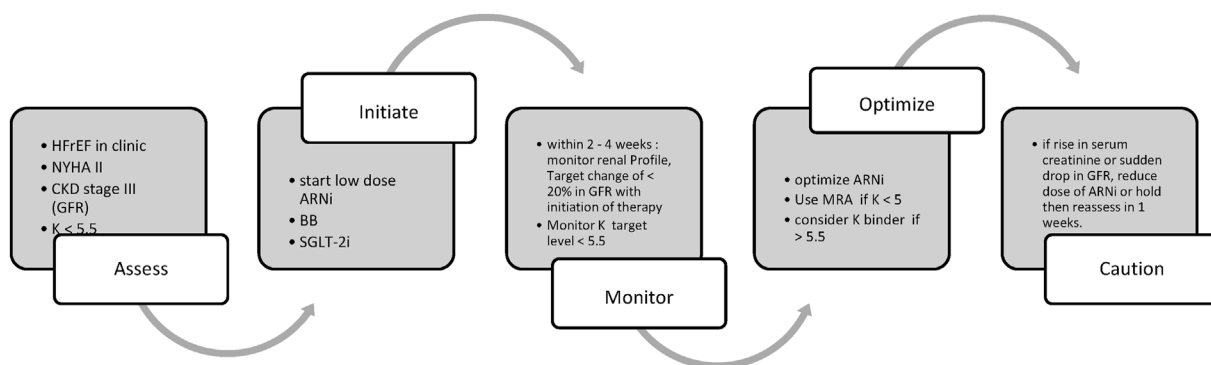 • HFrEF in clinic
• NYHA II
• CKD stage III
(GFR)
• K < 5.5
Assess
Initiate
• start low dose
ARNi
• BB
• SGLT-2i
• within 2 - 4 weeks :
monitor renal Profile,
Target change of <
20% in GFR with
initiation of therapy
• Monitor K target
level < 5.5
Monitor
Optimize
• optimize ARNi
• Use MRA if K < 5
• consider K binder if
> 5.5
• if rise in serum
creatinine or sudden
drop in GFR, reduce
dose of ARNi or hold
then reassess in 1
weeks.
Caution